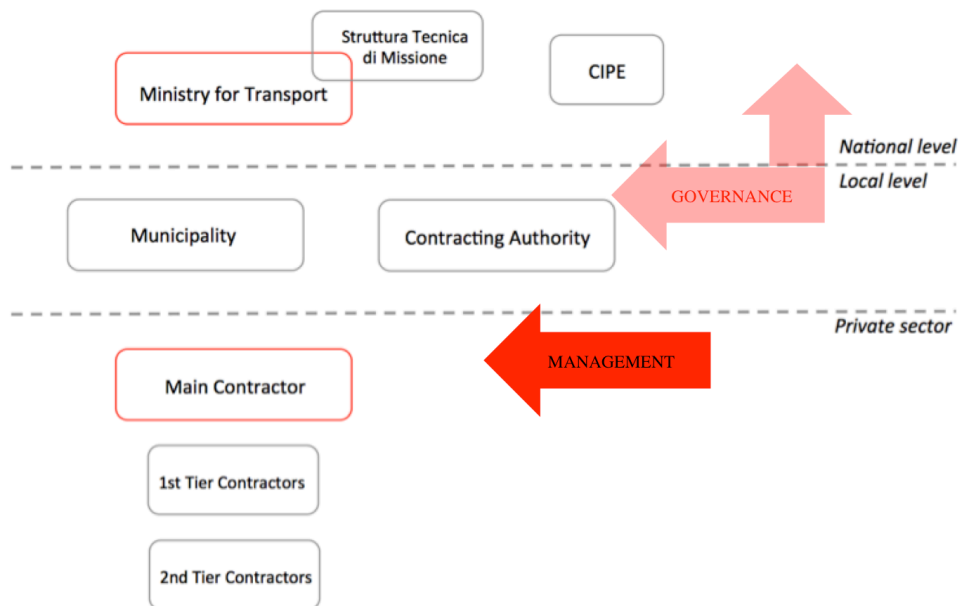 Struttura Tecnica
di Missione
CIPE
Ministry for Transport
National level
Local level
GOVERNANCE
Municipality
Contracting Authority
Private sector
MANAGEMENT
Main Contractor
1st Tier Contractors
2nd Tier Contractors